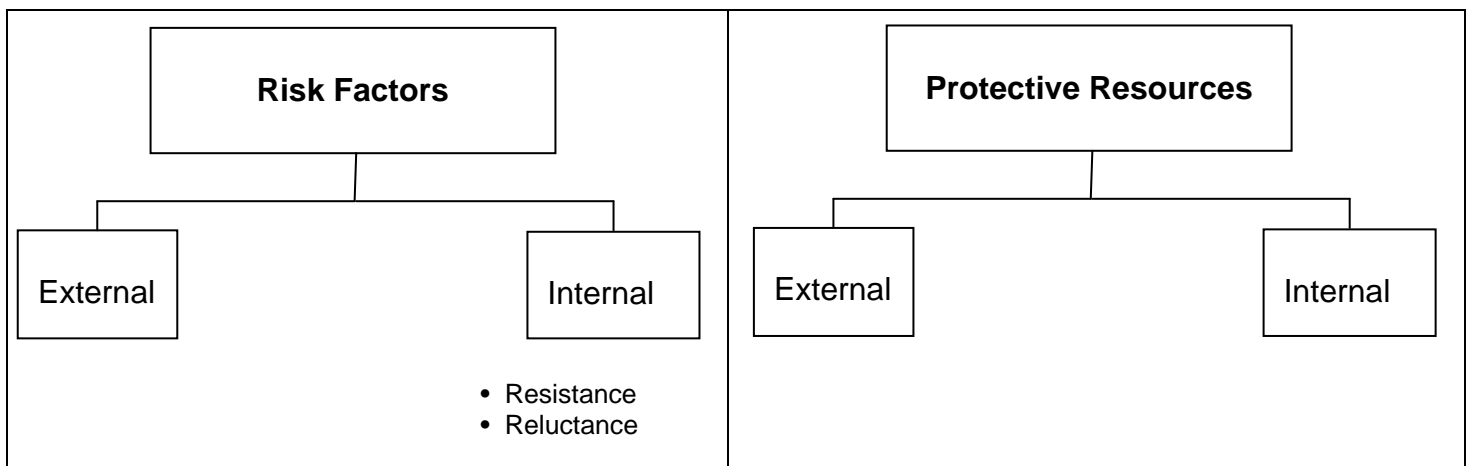 Risk Factors
External
Internal
• Resistance
• Reluctance
Protective Resources
External
Internal